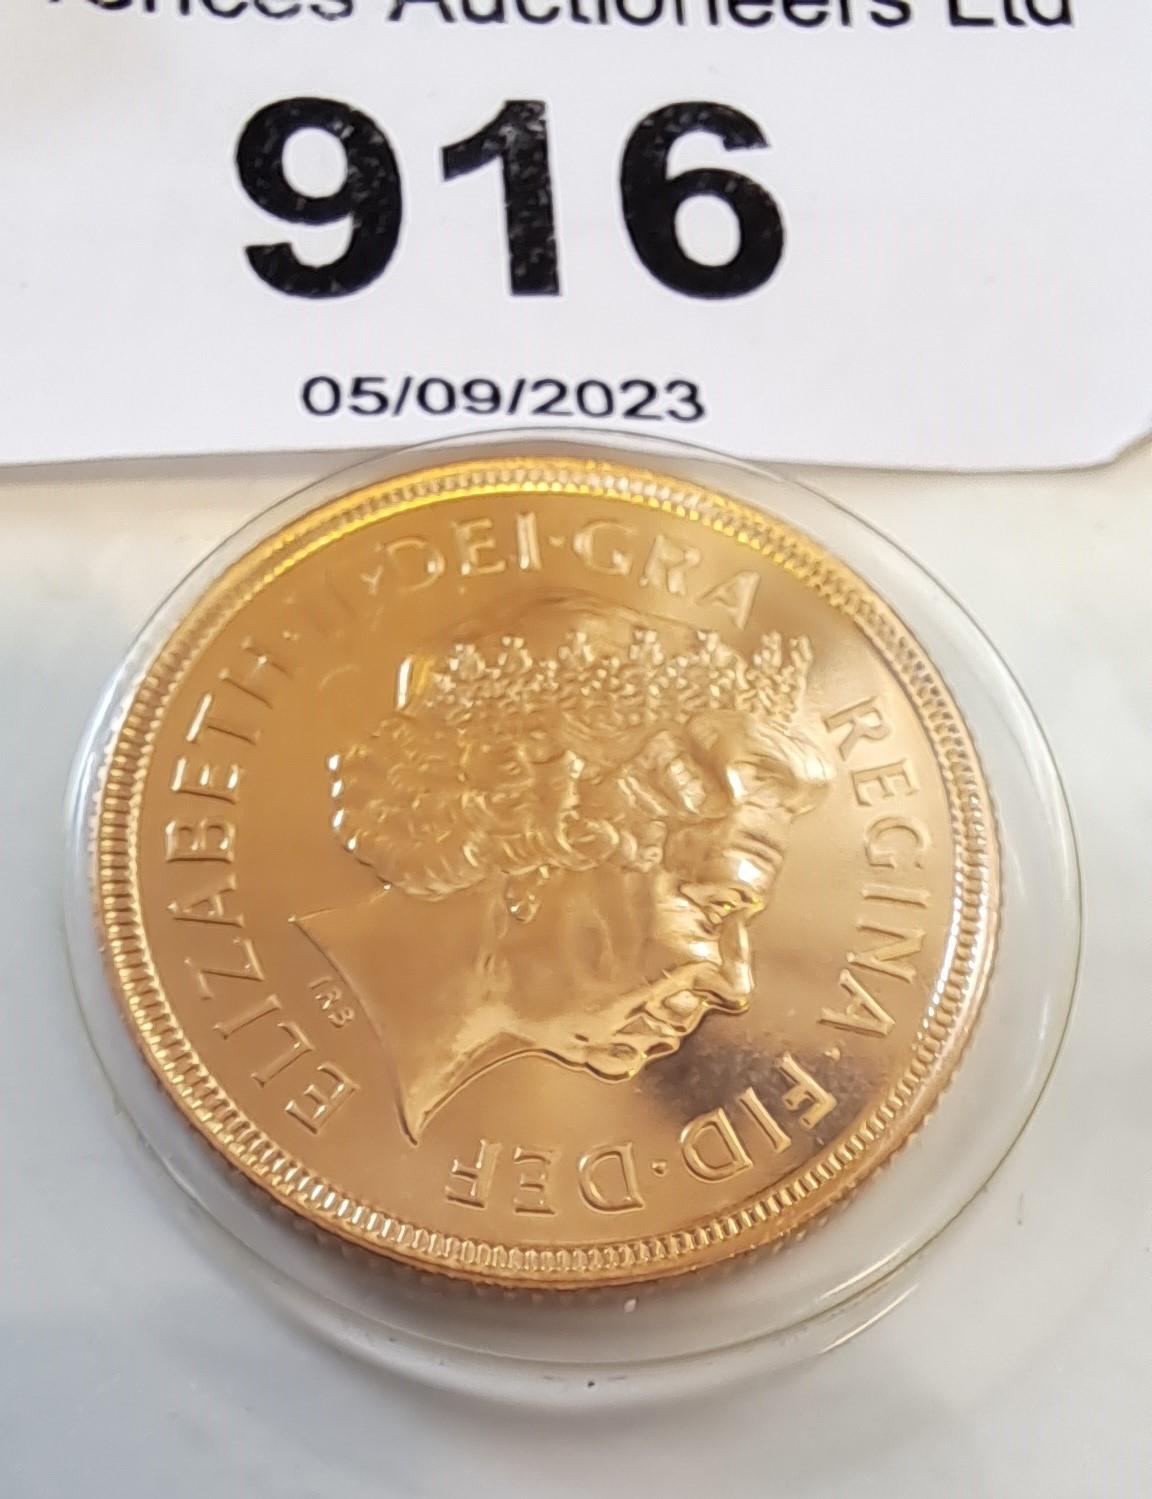 Auctioneers Ltd
916
05/09/2023
ELIZABETH·II·DEI·GRA
REGINA·FID·DEF
IRB